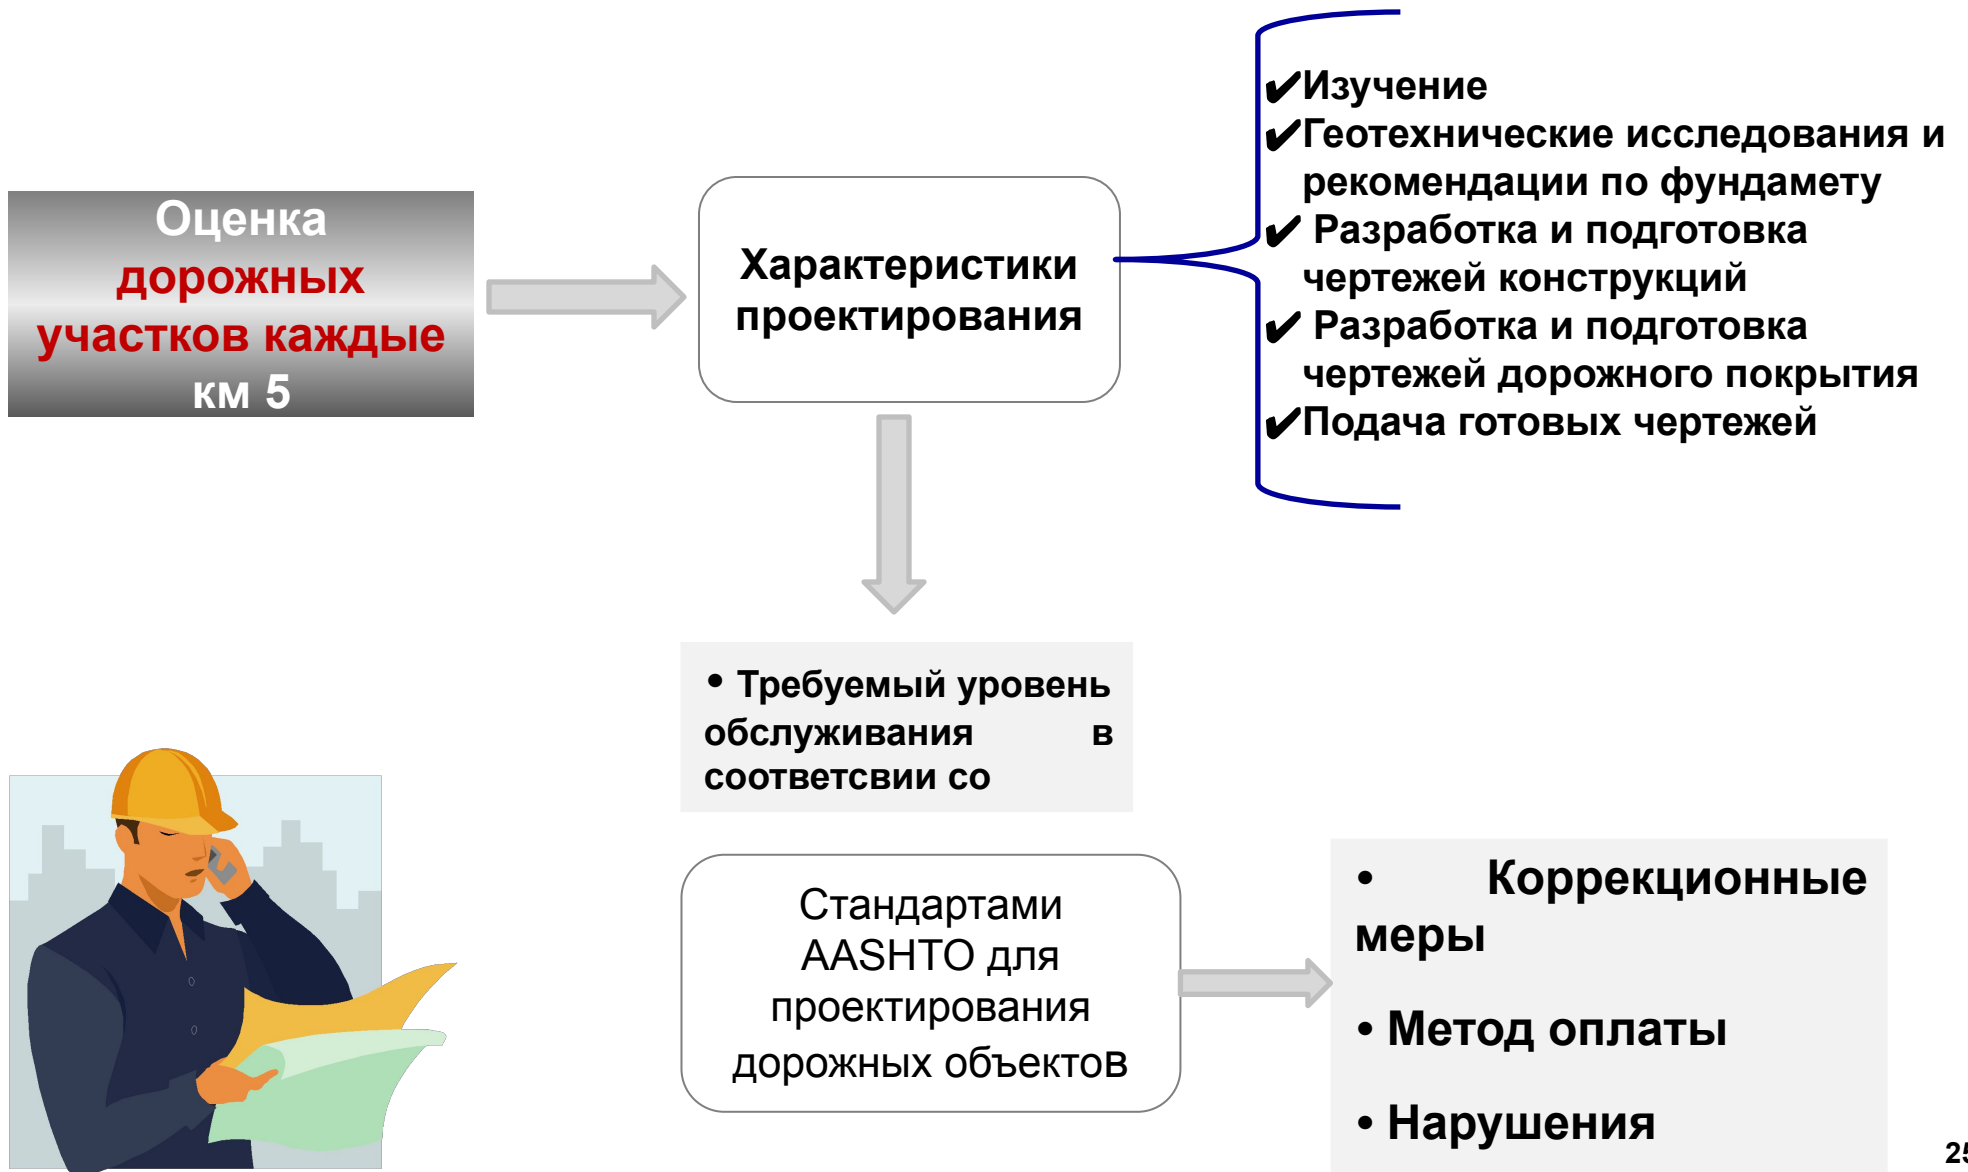 Оценка
дорожных
участков каждые
км 5
Характеристики
проектирования
✔Изучение
✔Геотехнические исследования и
рекомендации по фундамету
✔ Разработка и подготовка
чертежей конструкций
✔ Разработка и подготовка
чертежей дорожного покрытия
✔Подача готовых чертежей
• Требуемый уровень
обслуживания в
соответсвии со
Стандартами
AASHTO для
проектирования
дорожных объектов
• Коррекционные
меры
• Метод оплаты
• Нарушения